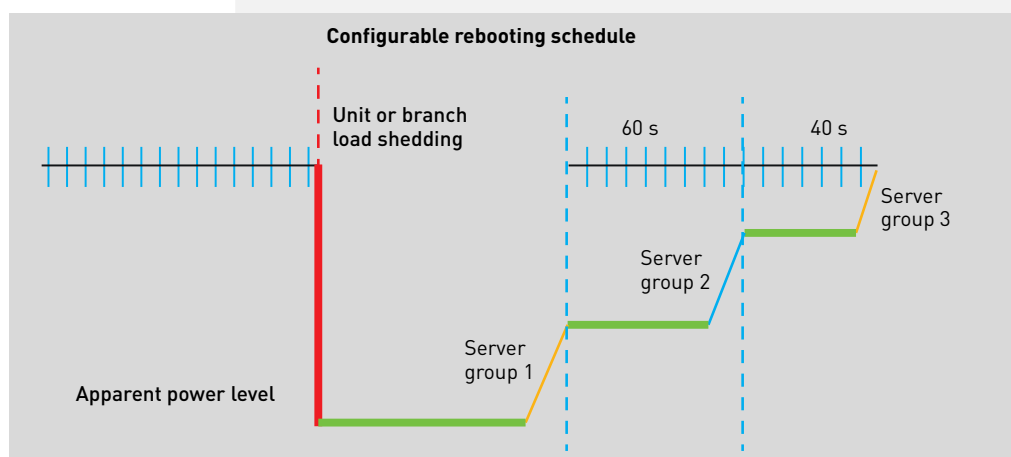 Configurable rebooting schedule
Unit or branch
load shedding
60 s
40 s
Server
group 3
Server
group 2
Server
group 1
Apparent power level